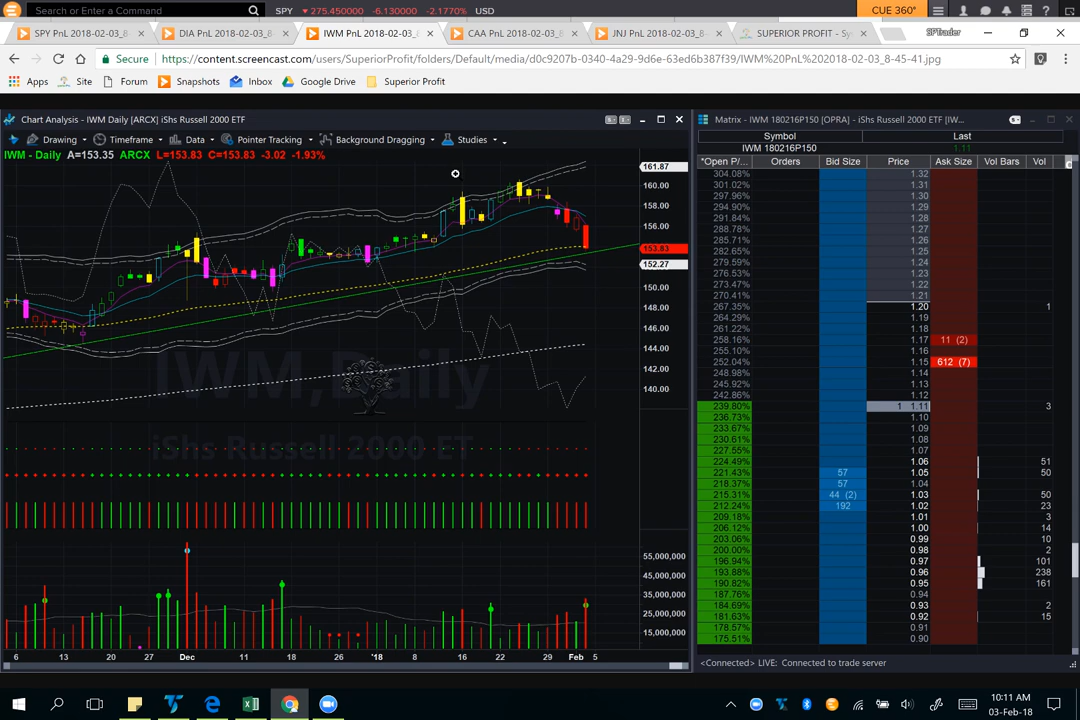 Search or Enter a Command
SPY ▼ 275.450000 -6.130000 -2.1770% USD
CUE 360°
SPY PnL 2018-02-03_8 ×
DIA PnL 2018-02-03_8 ×
IWM PnL 2018-02-03_8 ×
CAA PnL 2018-02-03_8 ×
JNJ PnL 2018-02-03_8 ×
SUPERIOR PROFIT - Sy ×
SPTrader
Secure
https://content.screencast.com/users/SuperiorProfit/folders/Default/media/d0c9207b-0340-4a29-9d6e-63ed6b387f39/IWM%20PnL%202018-02-03_8-45-41.jpg
Apps Site Forum Snapshots Inbox Google Drive Superior Profit
Chart Analysis - IWM Daily [ARCX] iShs Russell 2000 ETF
Drawing Timeframe Data Pointing Tracking Background Dragging Studies
IWM - Daily A=153.35 ARCX L=153.83 C=153.83 -3.02 -1.93%
161.87
160.00
158.00
156.00
153.83
152.27
150.00
148.00
146.00
144.00
142.00
140.00
IWM,Daily
iShs Russell 2000 ET
55,000,000
45,000,000
35,000,000
25,000,000
15,000,000
6 13 20 27 Dec 11 18 26 '18 8 16 22 29 Feb 5
Matrix - IWM 180216P150 [OPRA] - iShs Russell 2000 ETF [IW...
Symbol Last
IWM 180216P150 1.11
*Open P/... Orders Bid Size Price Ask Size Vol Bars Vol
304.08% 1.32
301.02% 1.31
297.96% 1.30
294.90% 1.29
291.84% 1.28
288.78% 1.27
285.71% 1.26
282.65% 1.25
279.59% 1.24
276.53% 1.23
273.47% 1.22
270.41% 1.21
267.35% 1.20 1
264.29% 1.19
261.22% 1.18
258.16% 1.17 11 (2)
255.10% 1.16
252.04% 1.15 612 (7)
248.98% 1.14
245.92% 1.13
242.86% 1.12
239.80% 1 1.11 3
236.73% 1.10
233.67% 1.09
230.61% 1.08
227.55% 1.07
224.49% 1.06 51
221.43% 57 1.05 50
218.37% 57 1.04
215.31% 44 (2) 1.03 50
212.24% 192 1.02 23
209.18% 1.01 3
206.12% 1.00 14
203.06% 0.99 10
200.00% 0.98 2
196.94% 0.97 101
193.88% 0.96 238
190.82% 0.95 161
187.76% 0.94
184.69% 0.93 2
181.63% 0.92 15
178.57% 0.91
175.51% 0.90
<Connected> LIVE: Connected to trade server
10:11 AM
03-Feb-18